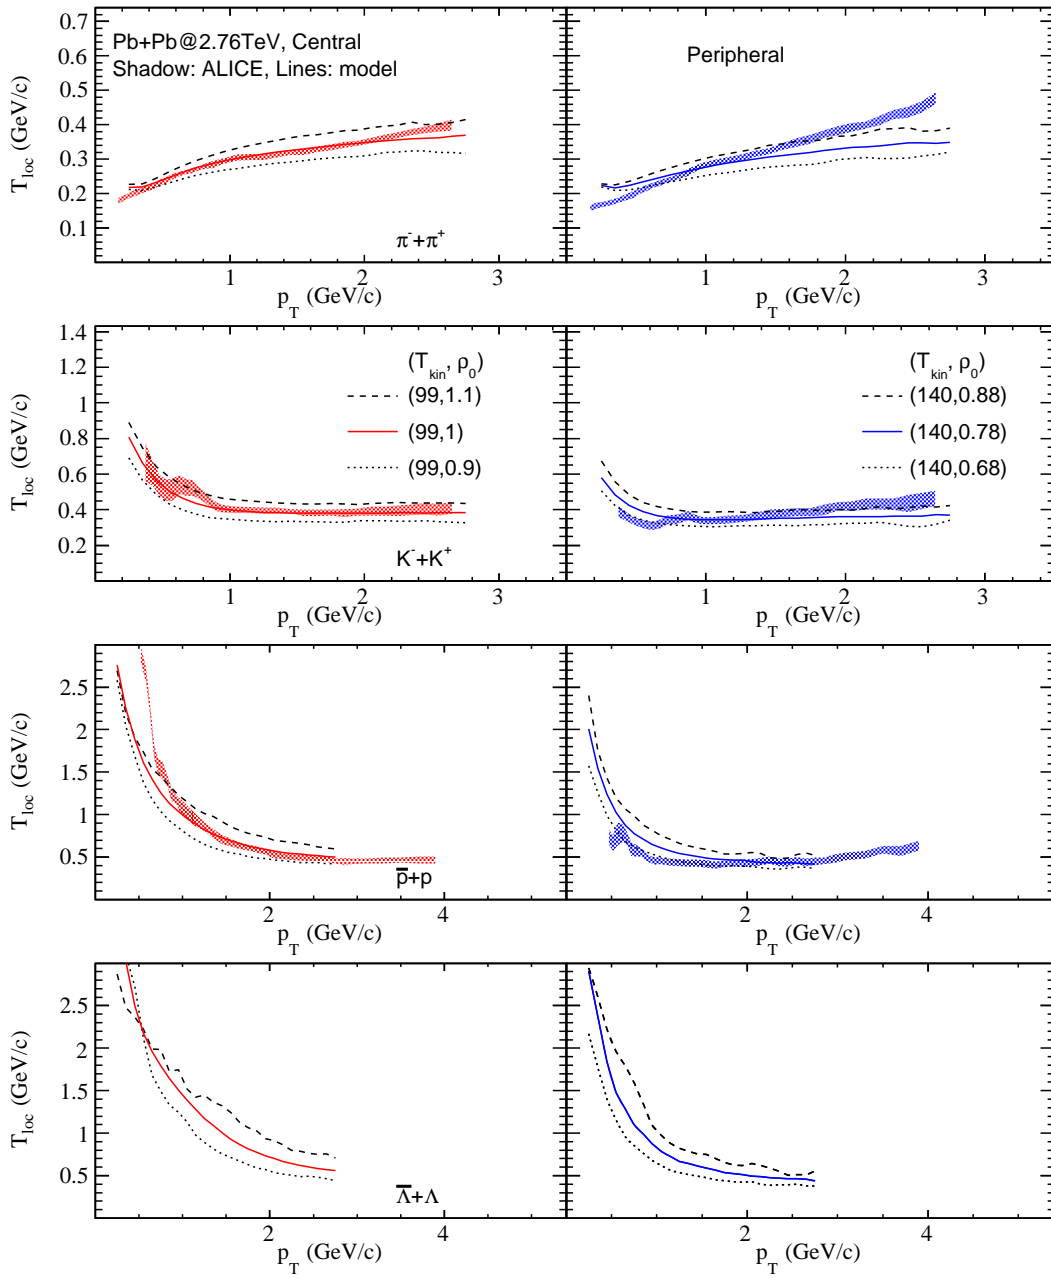 Pb+Pb@2.76TeV, Central
Shadow: ALICE, Lines: model
Peripheral
T_loc (GeV/c)
0.7
0.6
0.5
0.4
0.3
0.2
0.1
π⁻+π⁺
1 2 3
1 2 3
p_T (GeV/c)
p_T (GeV/c)
T_loc (GeV/c)
1.4
1.2
1
0.8
0.6
0.4
0.2
(T_kin, ρ_0)
(99,1.1)
(99,1)
(99,0.9)
K⁻+K⁺
(T_kin, ρ_0)
(140,0.88)
(140,0.78)
(140,0.68)
1 2 3
1 2 3
p_T (GeV/c)
p_T (GeV/c)
T_loc (GeV/c)
2.5
2
1.5
1
0.5
p̅+p
2 4
2 4
p_T (GeV/c)
p_T (GeV/c)
T_loc (GeV/c)
2.5
2
1.5
1
0.5
Λ̅+Λ
2 4
2 4
p_T (GeV/c)
p_T (GeV/c)